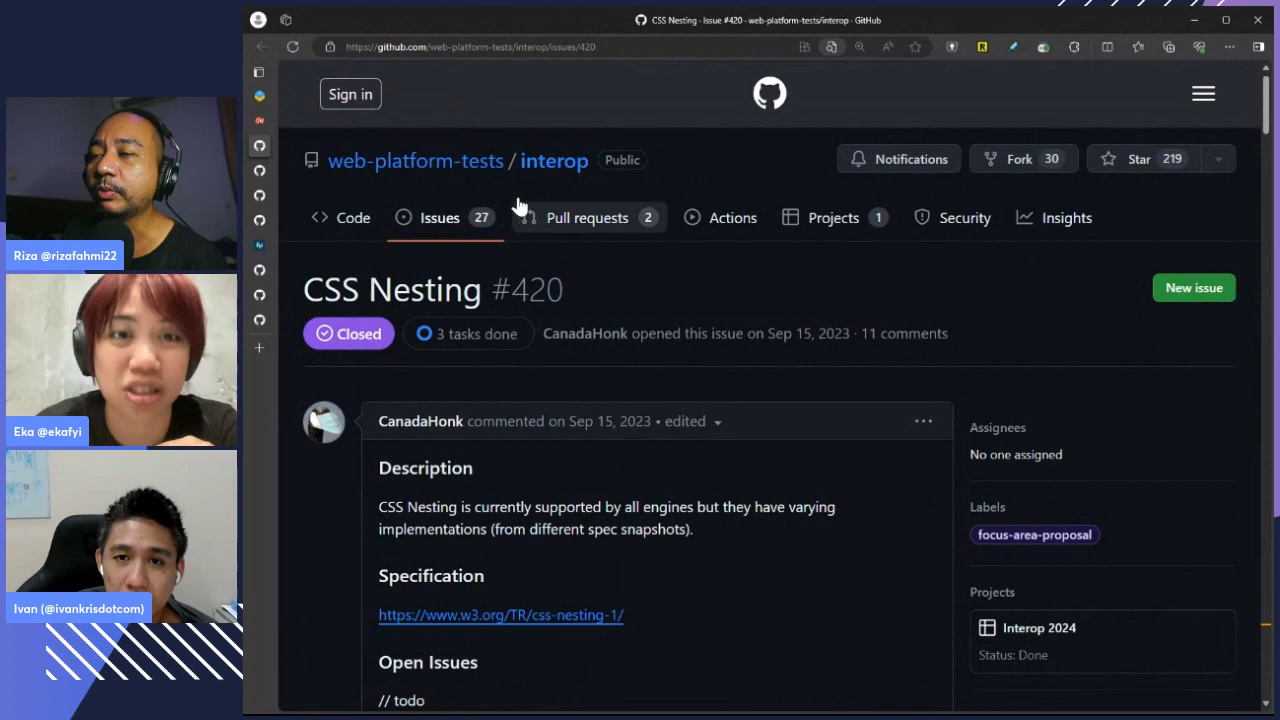 CSS Nesting · Issue #420 · web-platform-tests/interop · GitHub
https://github.com/web-platform-tests/interop/issues/420
Sign in
web-platform-tests / interop Public
Notifications
Fork 30
Star 219
Code
Issues 27
Pull requests 2
Actions
Projects 1
Security
Insights
CSS Nesting #420
New issue
Closed
3 tasks done
CanadaHonk opened this issue on Sep 15, 2023 · 11 comments
CanadaHonk commented on Sep 15, 2023 • edited
Description
CSS Nesting is currently supported by all engines but they have varying
implementations (from different spec snapshots).
Specification
https://www.w3.org/TR/css-nesting-1/
Open Issues
// todo
Assignees
No one assigned
Labels
focus-area-proposal
Projects
Interop 2024
Status: Done
Riza @rizafahmi22
Eka @ekafyi
Ivan (@ivankrisdotcom)